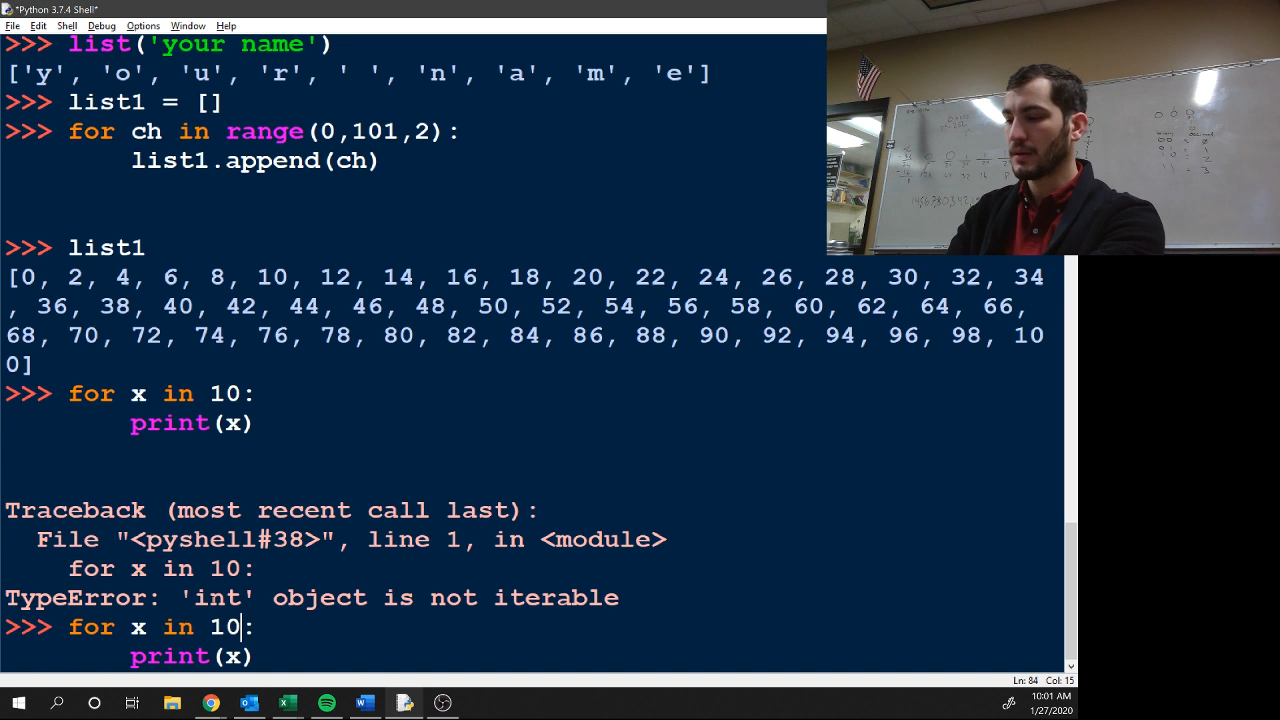 *Python 3.7.4 Shell*
File Edit Shell Debug Options Window Help
>>> list('your name')
['y', 'o', 'u', 'r', ' ', 'n', 'a', 'm', 'e']
>>> list1 = []
>>> for ch in range(0,101,2):
list1.append(ch)
>>> list1
[0, 2, 4, 6, 8, 10, 12, 14, 16, 18, 20, 22, 24, 26, 28, 30, 32, 34
, 36, 38, 40, 42, 44, 46, 48, 50, 52, 54, 56, 58, 60, 62, 64, 66,
68, 70, 72, 74, 76, 78, 80, 82, 84, 86, 88, 90, 92, 94, 96, 98, 10
0]
>>> for x in 10:
print(x)
Traceback (most recent call last):
File "<pyshell#38>", line 1, in <module>
for x in 10:
TypeError: 'int' object is not iterable
>>> for x in 10:
print(x)
Ln: 84 Col: 15
10:01 AM
1/27/2020